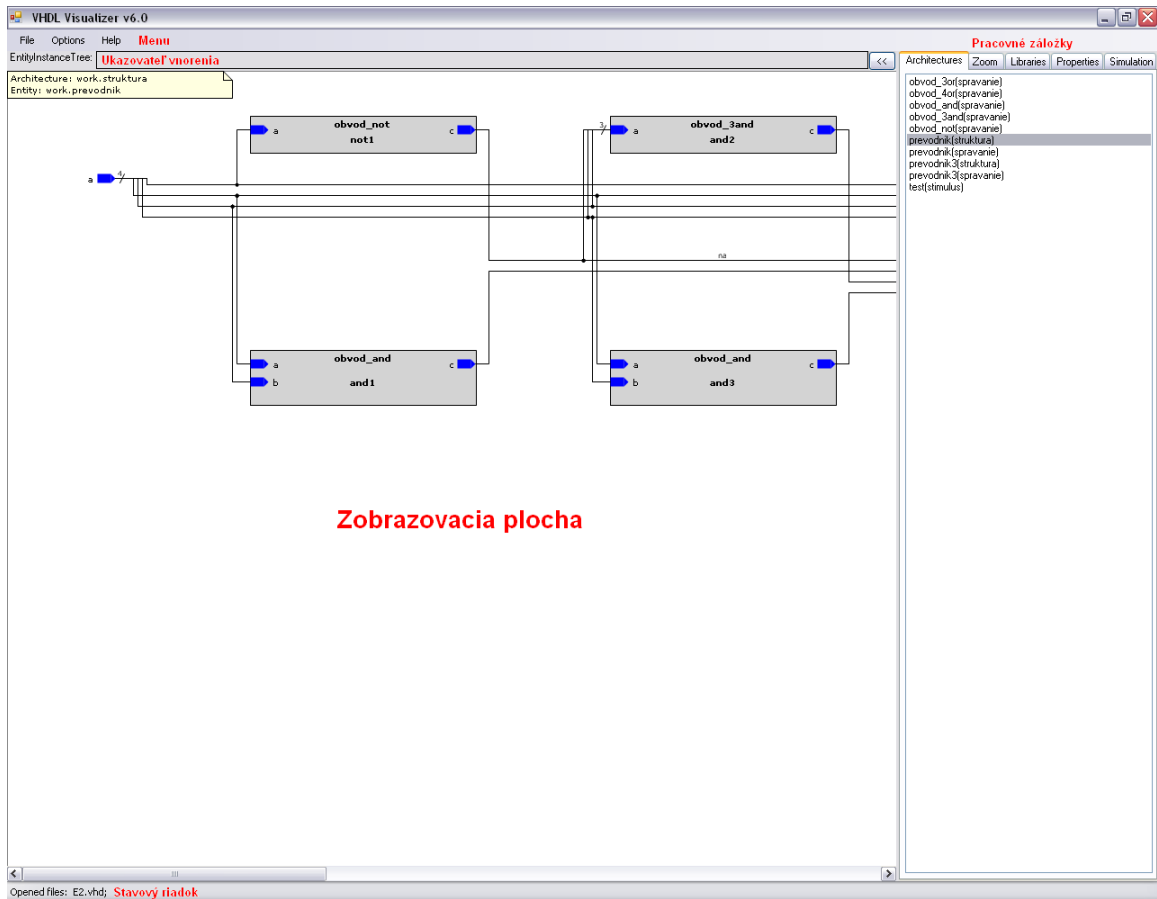 VHDL Visualizer v6.0
File Options Help Menu
Pracovné záložky
EntityInstanceTree: Ukazovateľ vnorenia <<
Architectures Zoom Libraries Properties Simulation
Architecture: work.struktura
Entity: work.prevodnik
obvod_3or(spravanie)
obvod_4or(spravanie)
obvod_and(spravanie)
obvod_3and(spravanie)
obvod_not(spravanie)
prevodnik(struktura)
prevodnik(spravanie)
prevodnik3(struktura)
prevodnik3(spravanie)
test(stimulus)
obvod_not
a c
not1
obvod_3and
3 a c
and2
a 4
na
obvod_and
a c
b and1
obvod_and
a c
b and3
Zobrazovacia plocha
Opened files: E2.vhd; Stavový riadok